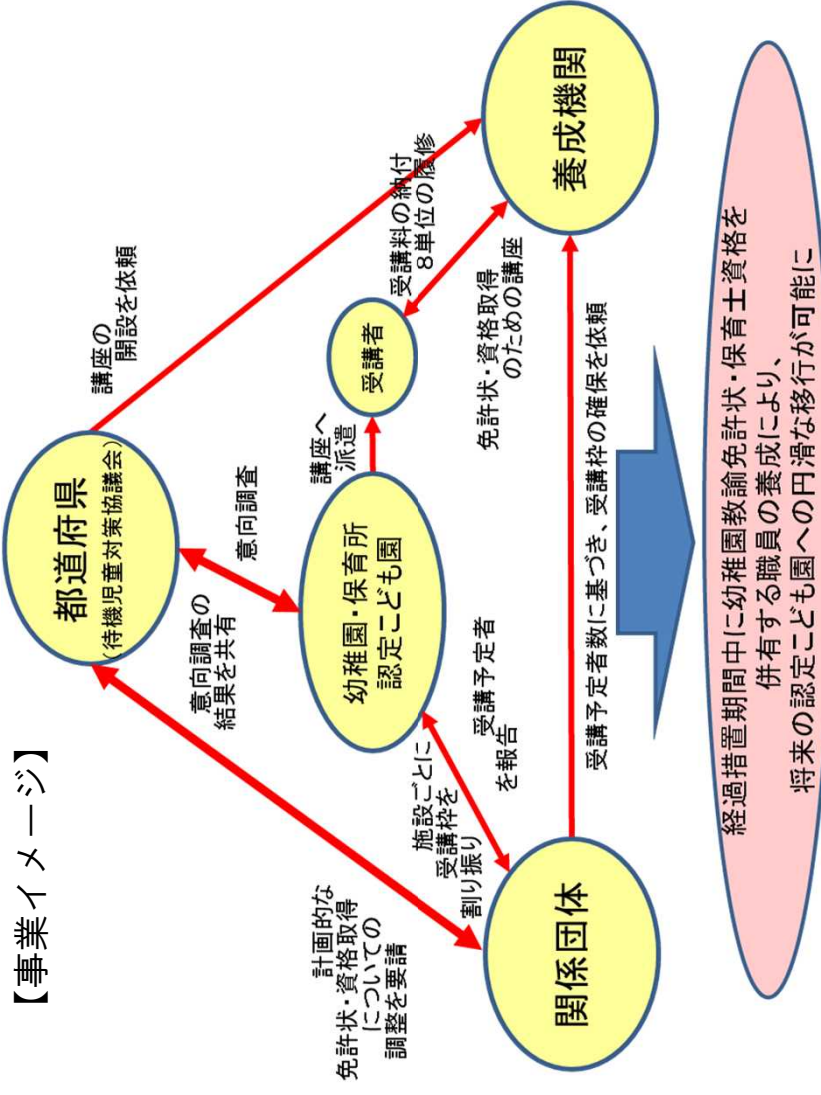 【事業イメージ】
都道府県
(待機児童対策協議会)
講座の
開設を依頼
計画的な
免許状・資格取得
についての
調整を要請
意向調査の
結果を共有
意向調査
幼稚園・保育所
認定こども園
講座へ
派遣
受講者
受講料の納付
8単位の履修
免許状・資格取得
のための講座
施設ごとに
受講枠を
割り振り
受講予定者
を報告
関係団体
養成機関
受講予定者数に基づき、受講枠の確保を依頼
経過措置期間中に幼稚園教諭免許状・保育士資格を
併有する職員の養成により、
将来の認定こども園への円滑な移行が可能に